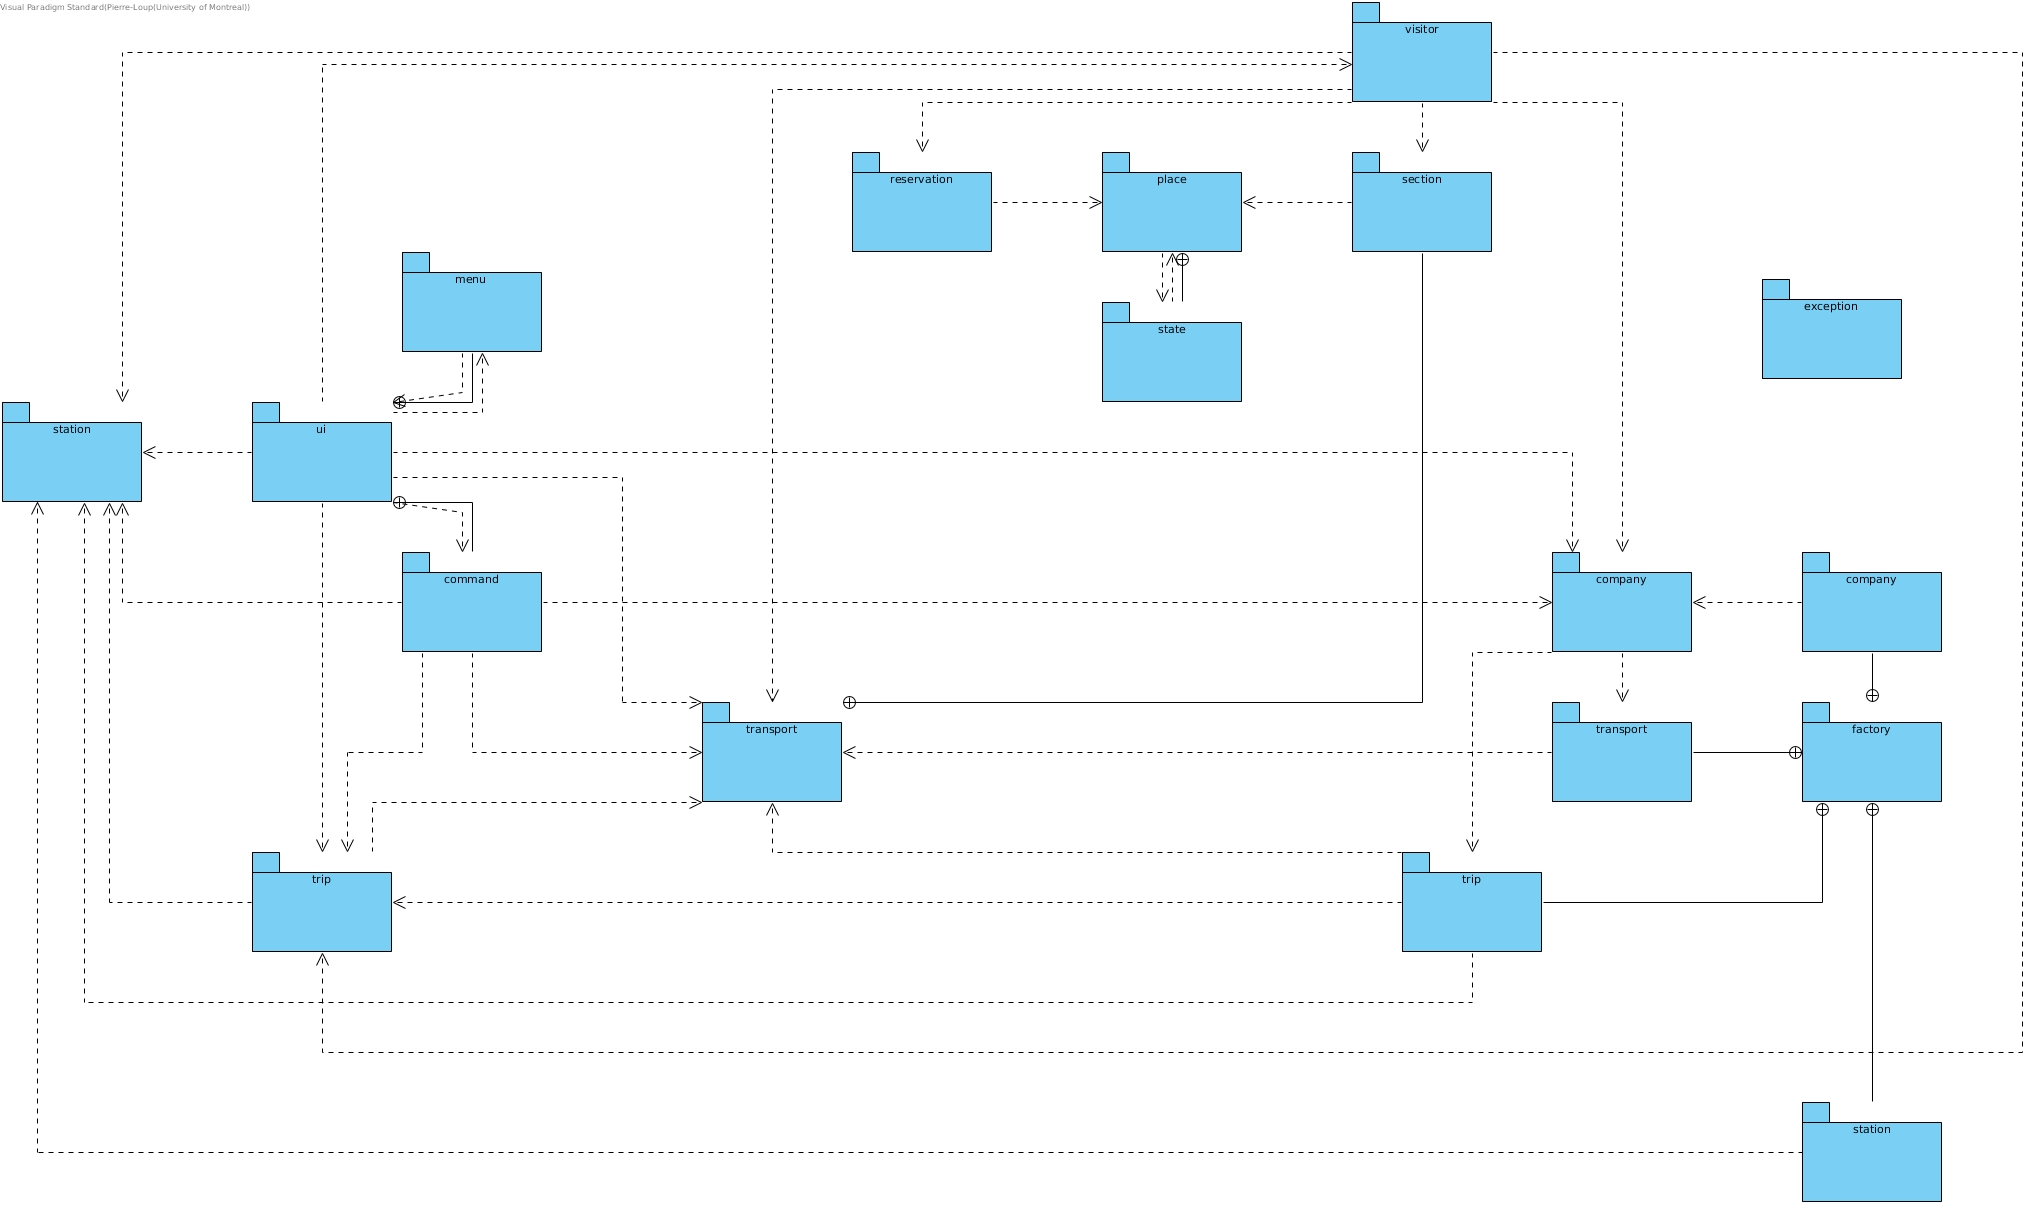 Visual Paradigm Standard(Pierre-Loup(University of Montreal))
visitor
reservation
place
section
menu
exception
state
station
ui
command
company
company
transport
transport
factory
trip
trip
station